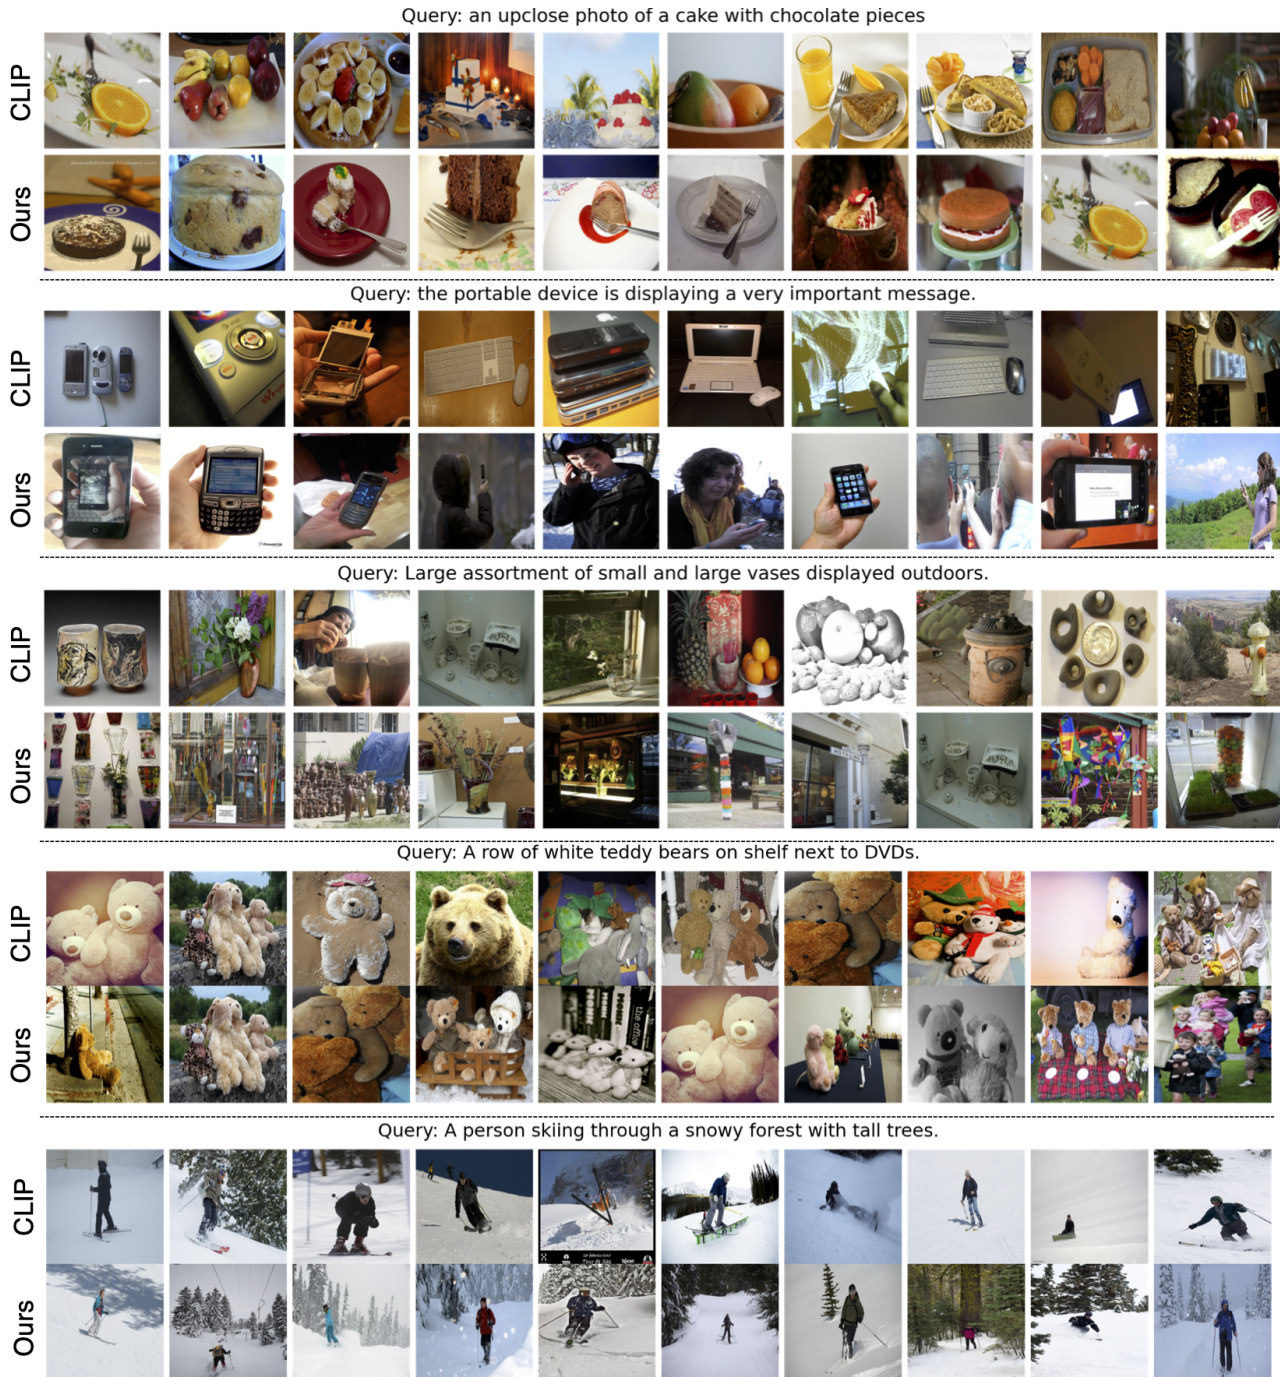 Query: an upclose photo of a cake with chocolate pieces
CLIP
Ours
Query: the portable device is displaying a very important message.
CLIP
Ours
Query: Large assortment of small and large vases displayed outdoors.
CLIP
Ours
Query: A row of white teddy bears on shelf next to DVDs.
CLIP
Ours
the office
Query: A person skiing through a snowy forest with tall trees.
CLIP
Ours